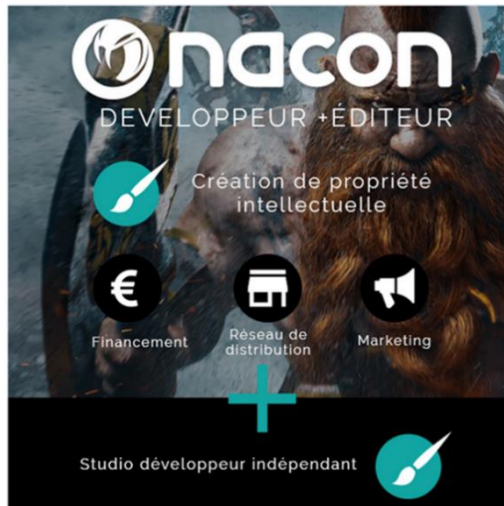 nacon
DEVELOPPEUR +ÉDITEUR
Création de propriété
intellectuelle
€
Financement
Réseau de
distribution
Marketing
+
Studio développeur indépendant